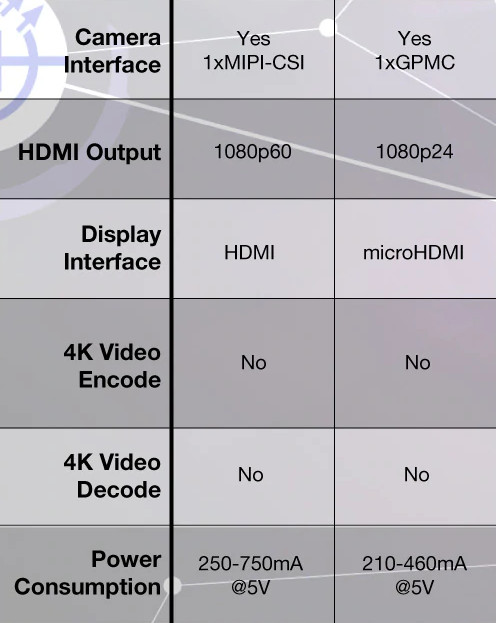 Camera Interface
Yes
1xMIPI-CSI
Yes
1xGPMC
HDMI Output
1080p60
1080p24
Display Interface
HDMI
microHDMI
4K Video Encode
No
No
4K Video Decode
No
No
Power Consumption
250-750mA
@5V
210-460mA
@5V